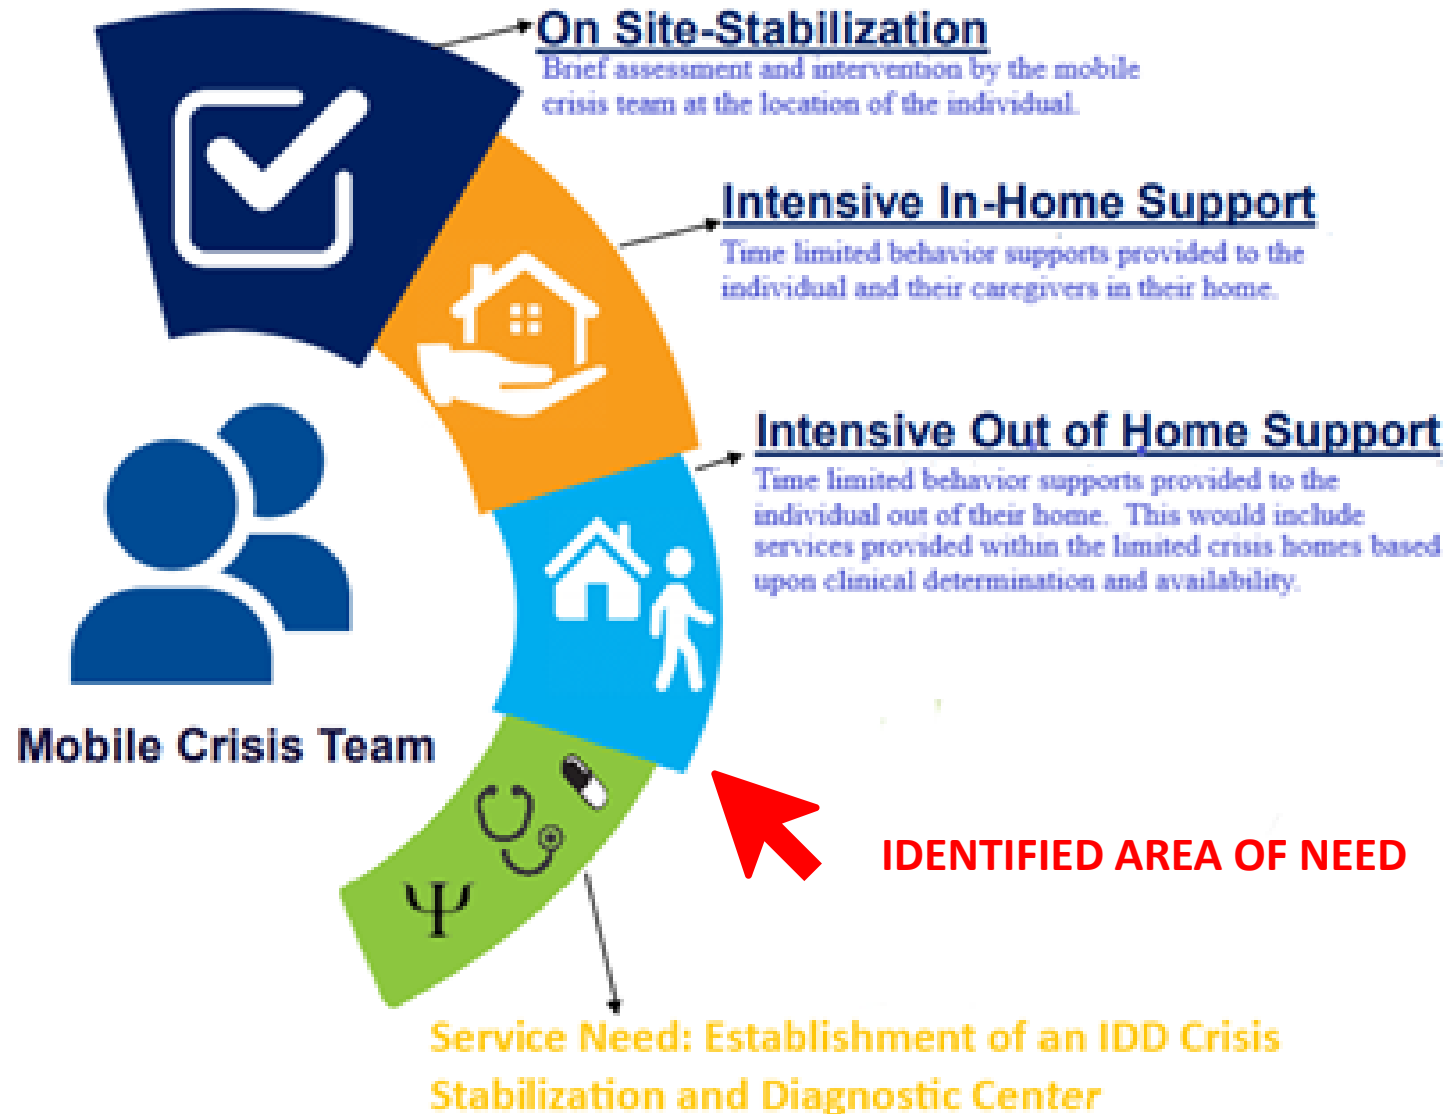 On Site-Stabilization
Brief assessment and intervention by the mobile
crisis team at the location of the individual.
Intensive In-Home Support
Time limited behavior supports provided to the
individual and their caregivers in their home.
Intensive Out of Home Support
Time limited behavior supports provided to the
individual out of their home. This would include
services provided within the limited crisis homes based
upon clinical determination and availability.
Mobile Crisis Team
IDENTIFIED AREA OF NEED
Ψ
Service Need: Establishment of an IDD Crisis
Stabilization and Diagnostic Center